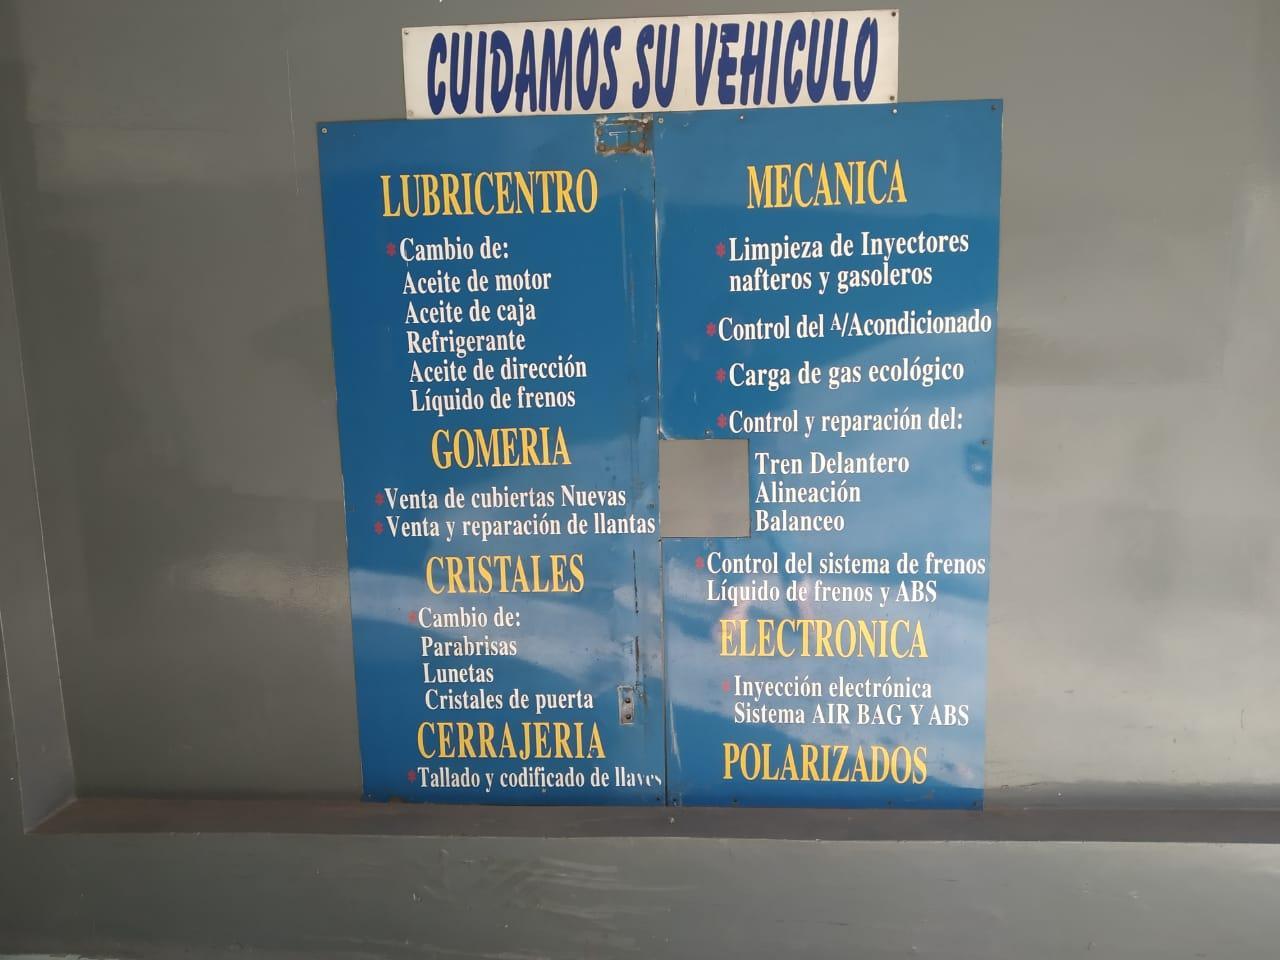 CUIDAMOS SU VEHICULO
LUBRICENTRO
*Cambio de:
Aceite de motor
Aceite de caja
Refrigerante
Aceite de dirección
Líquido de frenos
GOMERIA
*Venta de cubiertas Nuevas
*Venta y reparación de llantas
CRISTALES
*Cambio de:
Parabrisas
Lunetas
Cristales de puerta
CERRAJERIA
*Tallado y codificado de llaves
MECANICA
*Limpieza de Inyectores
nafteros y gasoleros
*Control del A/Acondicionado
*Carga de gas ecológico
*Control y reparación del:
Tren Delantero
Alineación
Balanceo
*Control del sistema de frenos
Líquido de frenos y ABS
ELECTRONICA
*Inyección electrónica
Sistema AIR BAG Y ABS
POLARIZADOS